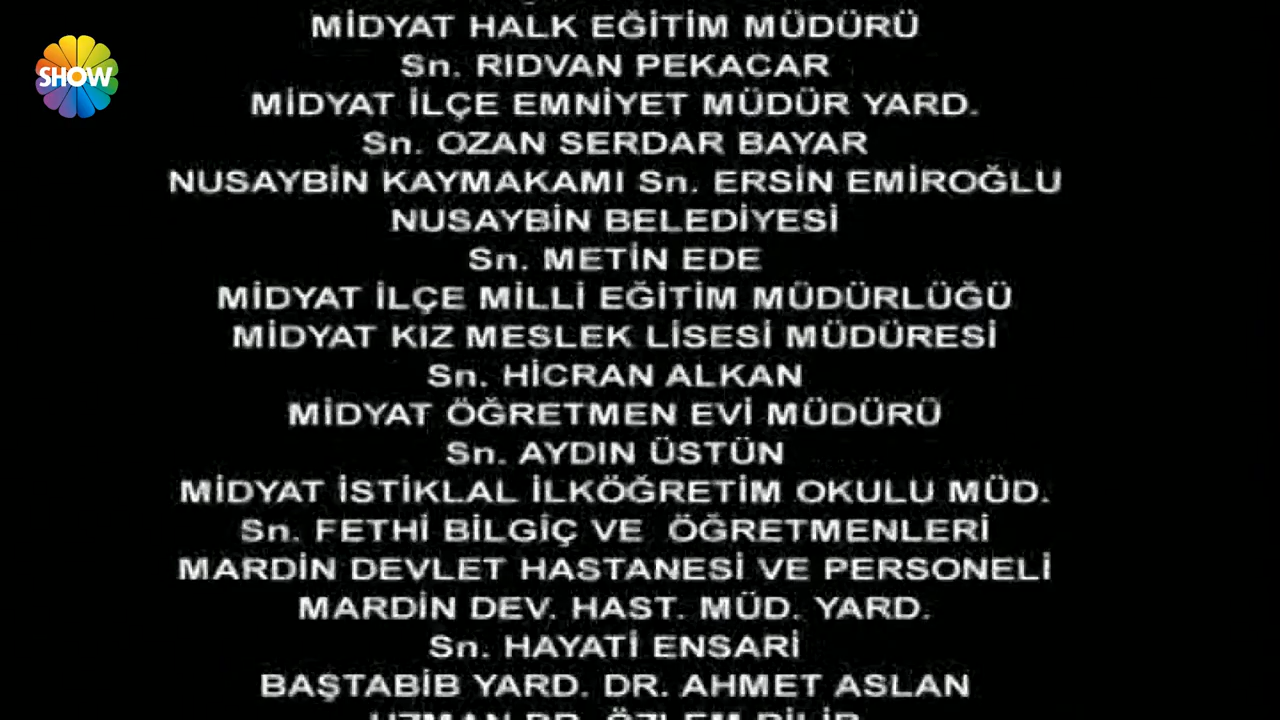 MİDYAT HALK EĞİTİM MÜDÜRÜ
SHOW
Sn. RIDVAN PEKACAR
MİDYAT İLÇE EMNİYET MÜDÜR YARD.
Sn. OZAN SERDAR BAYAR
NUSAYBİN KAYMAKAMI Sn. ERSİN EMİROĞLU
NUSAYBİN BELEDİYESİ
Sn. METİN EDE
MİDYAT İLÇE MİLLİ EĞİTİM MÜDÜRLÜĞÜ
MİDYAT KIZ MESLEK LİSESİ MÜDÜRESİ
Sn. HİCRAN ALKAN
MİDYAT ÖĞRETMEN EVİ MÜDÜRÜ
Sn. AYDIN ÜSTÜN
MİDYAT İSTİKLAL İLKÖĞRETİM OKULU MÜD.
Sn. FETHİ BİLGİÇ VE ÖĞRETMENLERİ
MARDİN DEVLET HASTANESİ VE PERSONELİ
MARDİN DEV. HAST. MÜD. YARD.
Sn. HAYATİ ENSARİ
BAŞTABİB YARD. DR. AHMET ASLAN
UZMAN DR. ÖZLEM